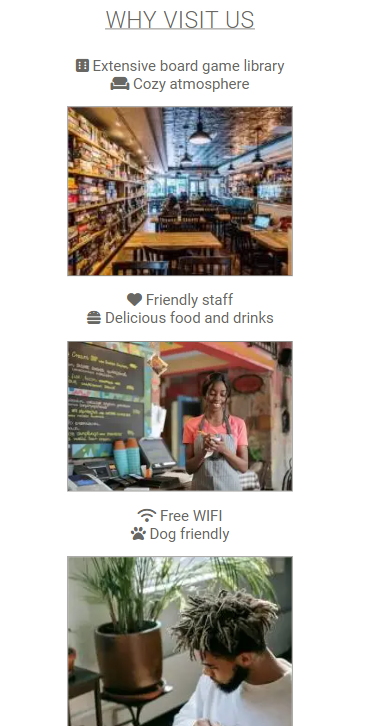 WHY VISIT US
Extensive board game library
Cozy atmosphere
Friendly staff
Delicious food and drinks
Free WIFI
Dog friendly